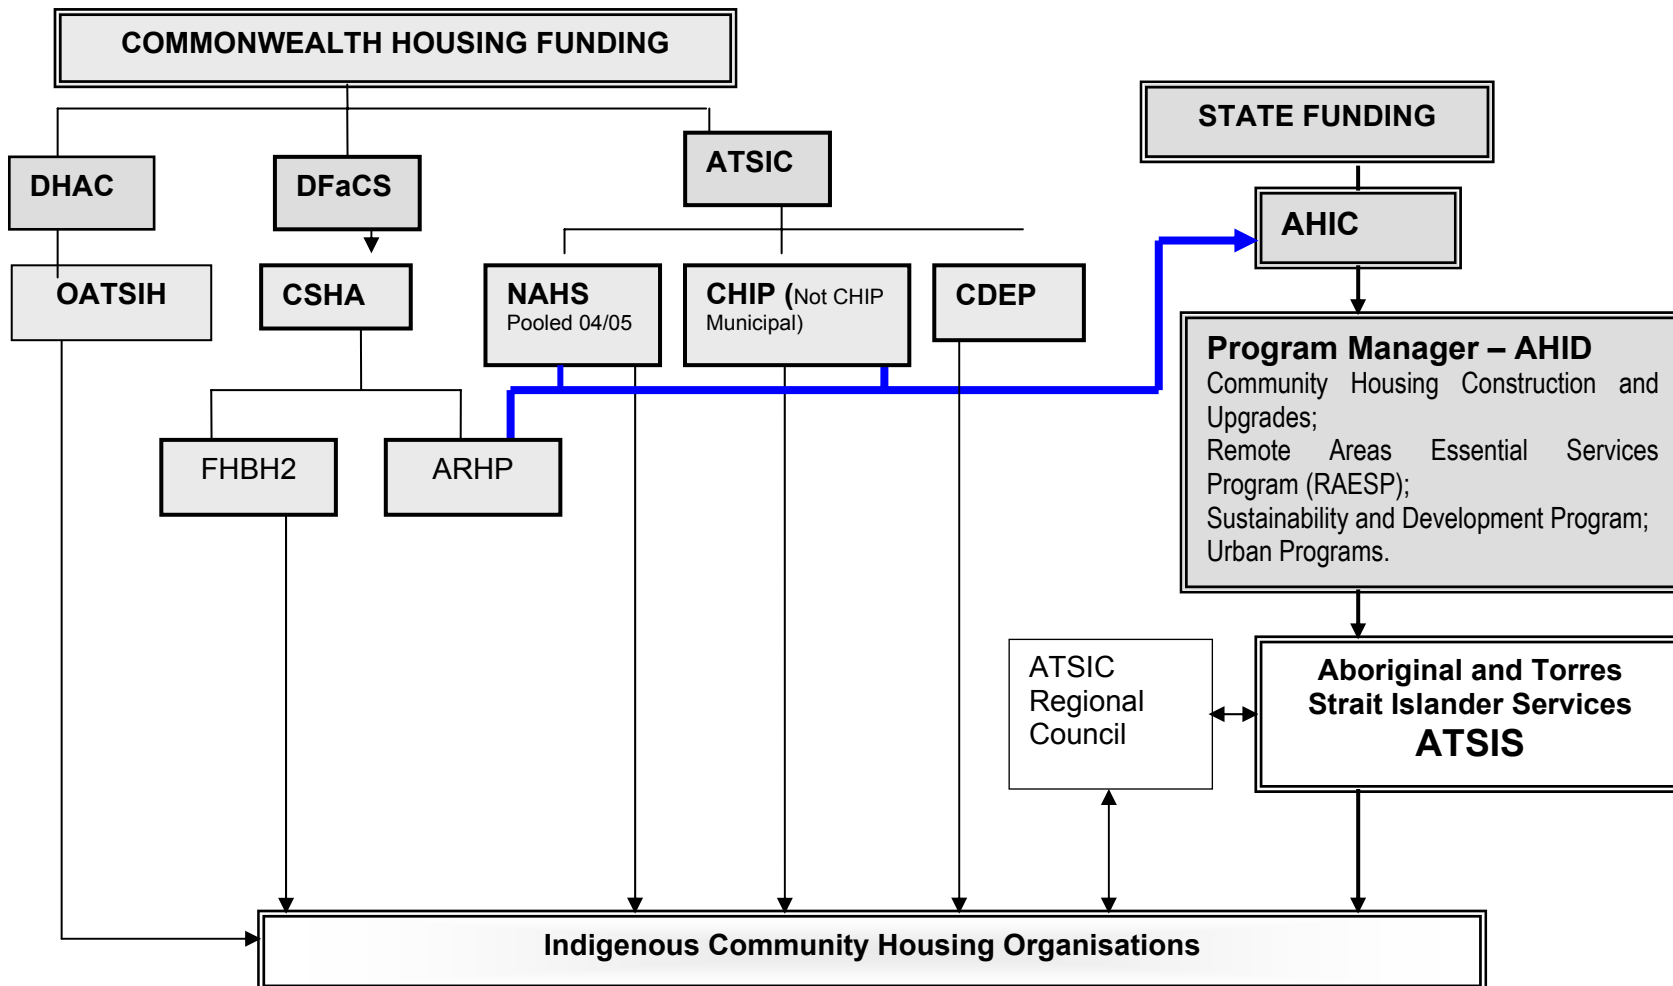 COMMONWEALTH HOUSING FUNDING
STATE FUNDING
DHAC
DFaCS
ATSIC
AHIC
OATSIH
CSHA
NAHS
Pooled 04/05
CHIP (Not CHIP
Municipal)
CDEP
Program Manager – AHID
Community Housing Construction and
Upgrades;
Remote Areas Essential Services
Program (RAESP);
Sustainability and Development Program;
Urban Programs.
FHBH2
ARHP
ATSIC
Regional
Council
Aboriginal and Torres
Strait Islander Services
ATSIS
Indigenous Community Housing Organisations